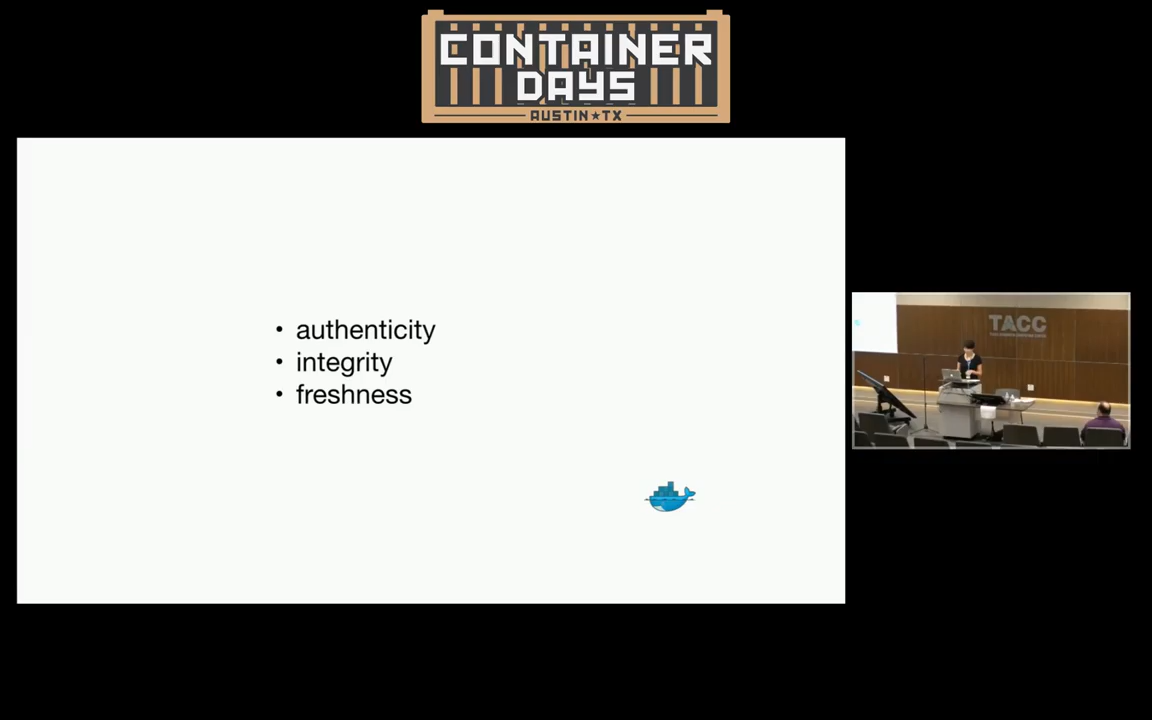 CONTAINER
DAYS
AUSTIN★TX
• authenticity
• integrity
• freshness
TACC